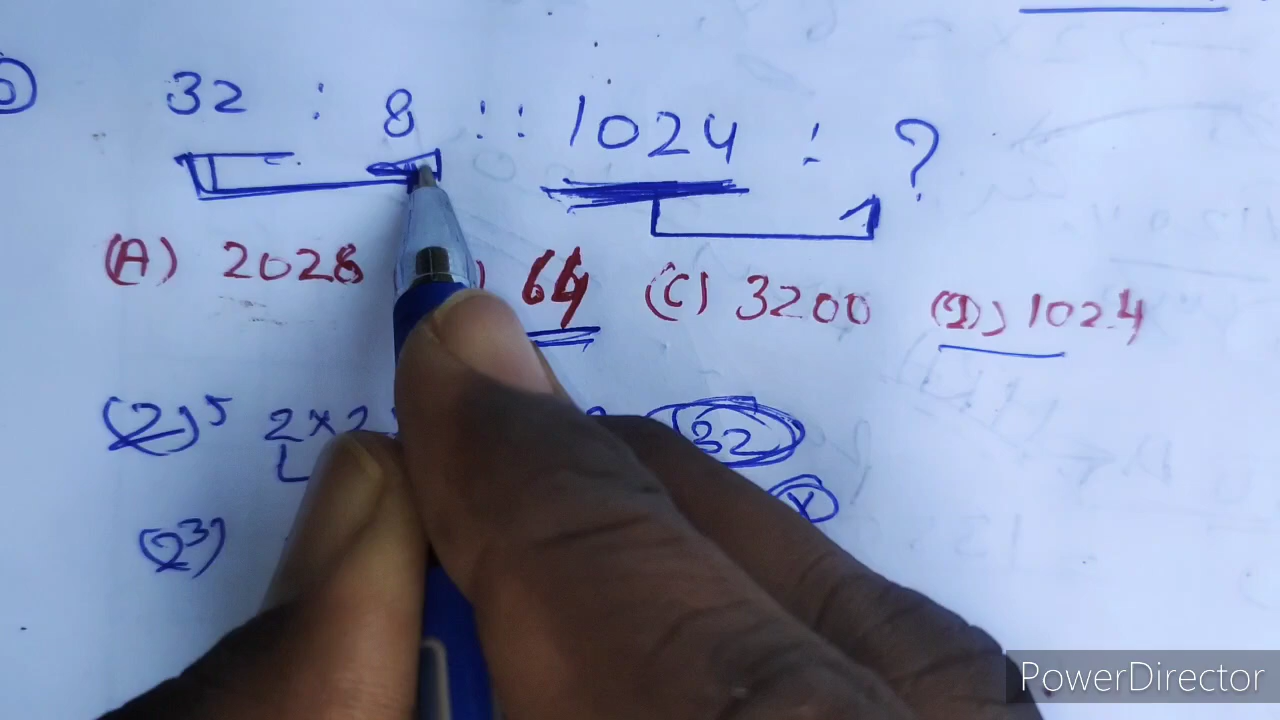 32 : 8 :: 1024 : ?
(A) 2028 ) 64 (C) 3200 (D) 1024
(2)⁵ 2×2 32
(2³)
PowerDirector